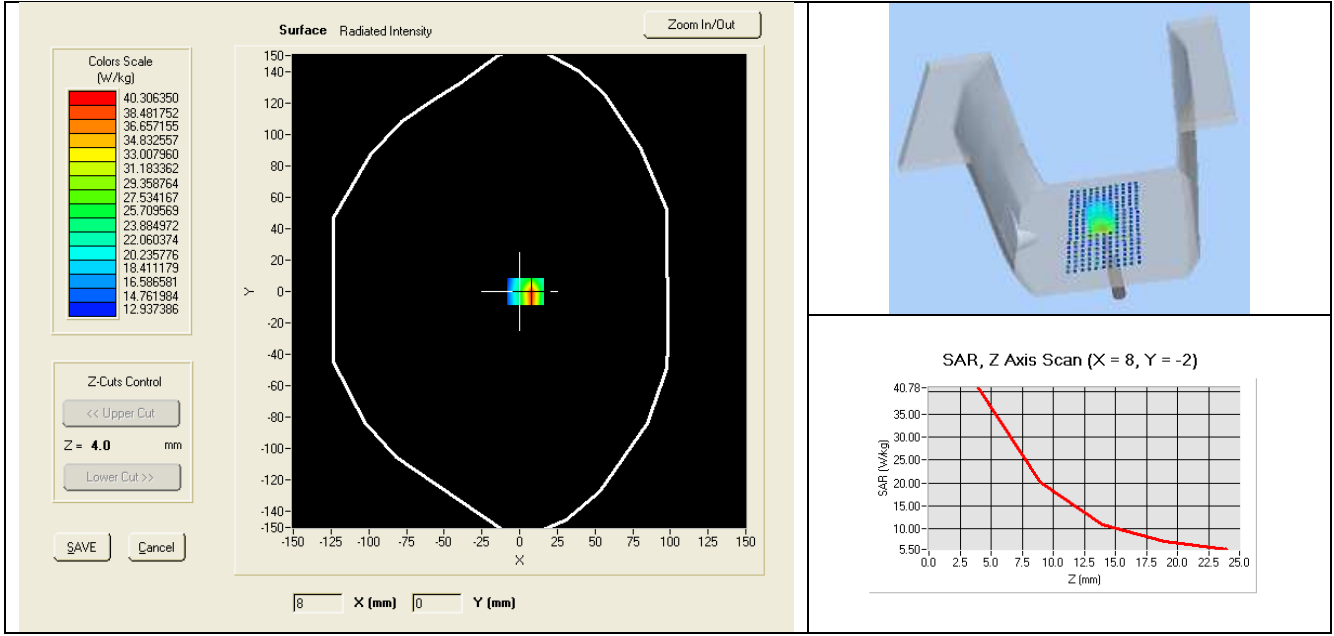 Surface Radiated Intensity
Zoom In/Out
Colors Scale
(W/kg)
40.306350
38.481752
36.657155
34.832557
33.007960
31.183362
29.358764
27.534167
25.709569
23.884972
22.060374
20.235776
18.411179
16.586581
14.761984
12.937386
Z-Cuts Control
<< Upper Cut
Z = 4.0 mm
Lower Cut >>
SAVE Cancel
150
140
120
100
80
60
40
20
0
-20
-40
-60
-80
-100
-120
-140
-150
Y
-150 -125 -100 -75 -50 -25 0 25 50 75 100 125 150
X
8 X (mm) 0 Y (mm)
SAR, Z Axis Scan (X = 8, Y = -2)
40.78
35.00
30.00
25.00
20.00
15.00
10.00
5.50
SAR (W/kg)
0.0 2.5 5.0 7.5 10.0 12.5 15.0 17.5 20.0 22.5 25.0
Z (mm)